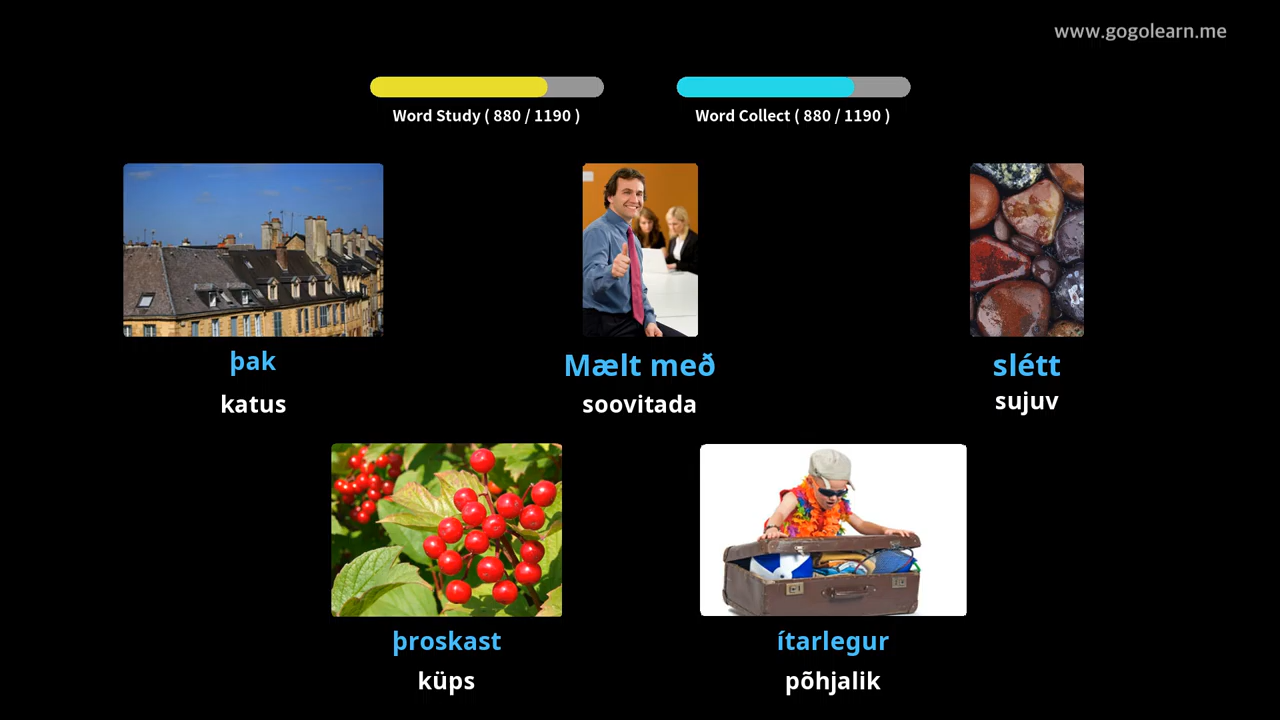 www.gogolearn.me
Word Study ( 880 / 1190 )
Word Collect ( 880 / 1190 )
þak
Mælt með
slétt
katus
soovitada
sujuv
þroskast
ítarlegur
küps
põhjalik